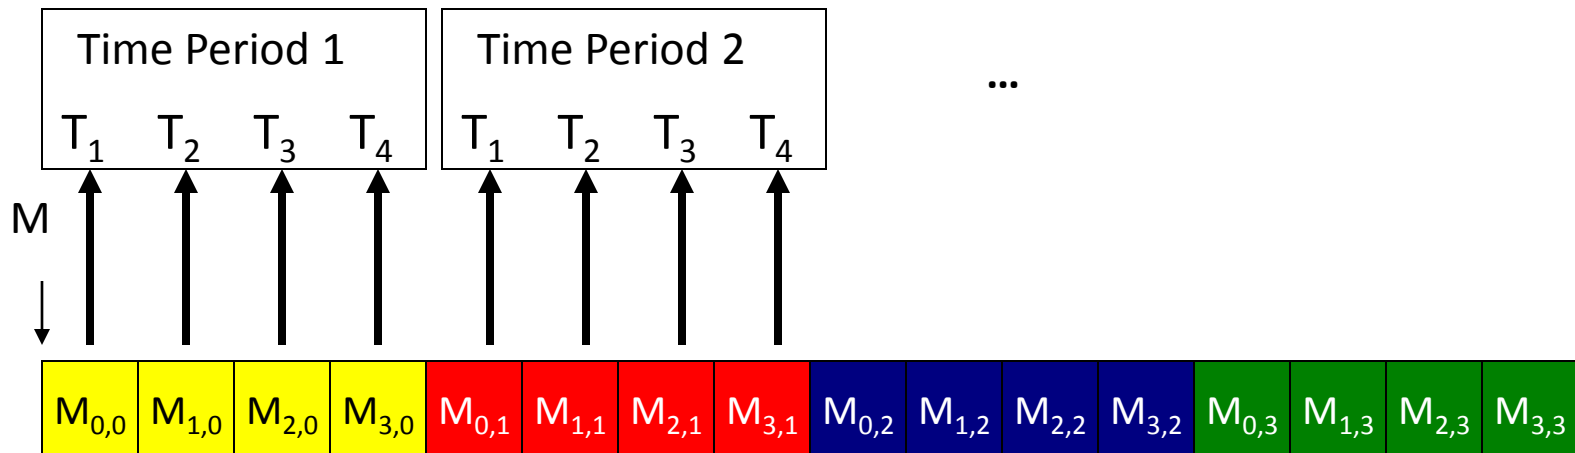 Time Period 1 Time Period 2
...
T1 T2 T3 T4 T1 T2 T3 T4
M
M0,0 M1,0 M2,0 M3,0 M0,1 M1,1 M2,1 M3,1 M0,2 M1,2 M2,2 M3,2 M0,3 M1,3 M2,3 M3,3